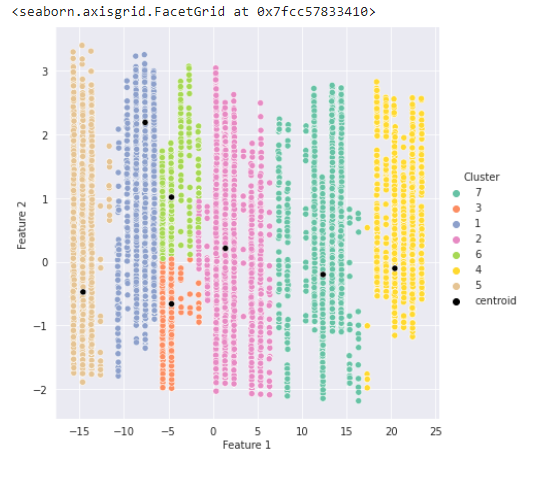 <seaborn.axisgrid.FacetGrid at 0x7fcc57833410>
3
2
1
0
−1
−2
Feature 2
−15 −10 −5 0 5 10 15 20 25
Feature 1
Cluster
7
3
1
2
6
4
5
centroid